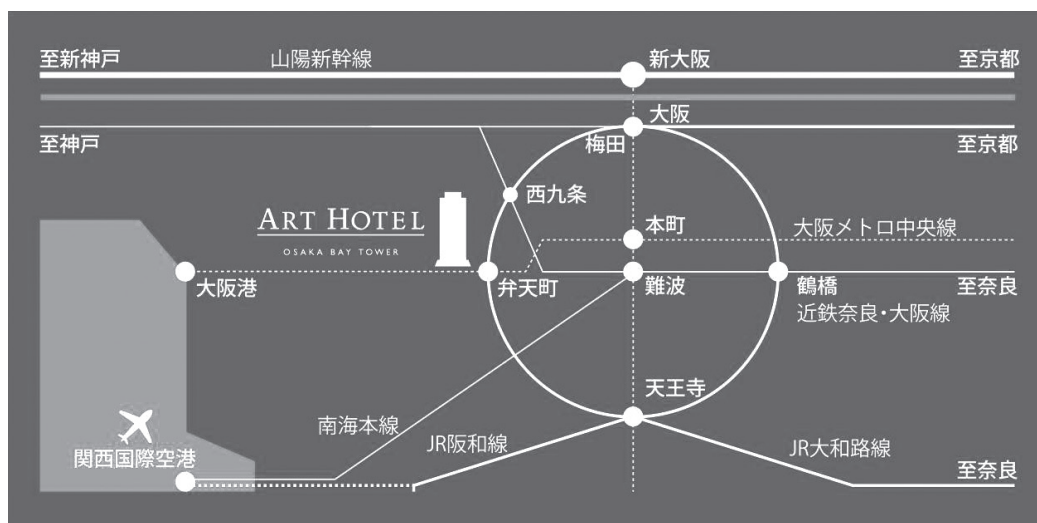 至新神戸
山陽新幹線
新大阪
至京都
大阪
至神戸
梅田
至京都
西九条
ART HOTEL
OSAKA BAY TOWER
本町
大阪メトロ中央線
大阪港
弁天町
難波
鶴橋
至奈良
近鉄奈良・大阪線
天王寺
南海本線
JR阪和線
JR大和路線
関西国際空港
至奈良